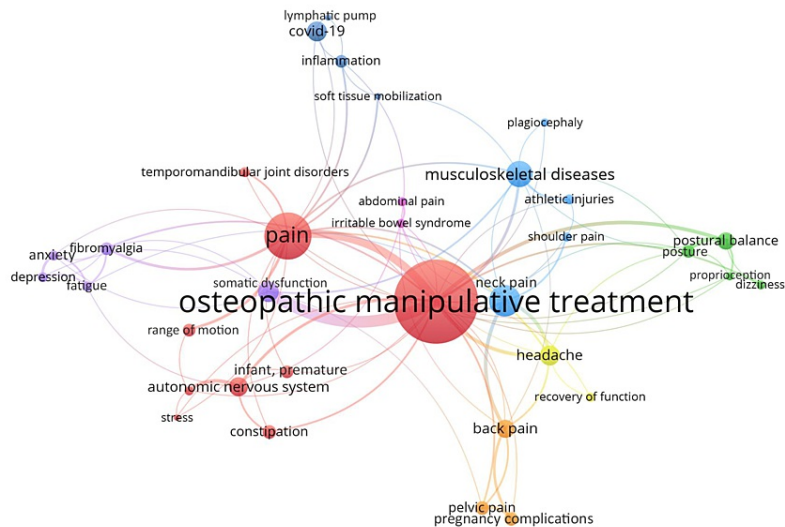 lymphatic pump
covid-19
inflammation
soft tissue mobilization
plagiocephaly
temporomandibular joint disorders
musculoskeletal diseases
abdominal pain
athletic injuries
irritable bowel syndrome
pain
shoulder pain
postural balance
fibromyalgia
posture
anxiety
depression
proprioception
somatic dysfunction
neck pain
dizziness
fatigue
osteopathic manipulative treatment
range of motion
headache
infant, premature
autonomic nervous system
recovery of function
stress
constipation
back pain
pelvic pain
pregnancy complications